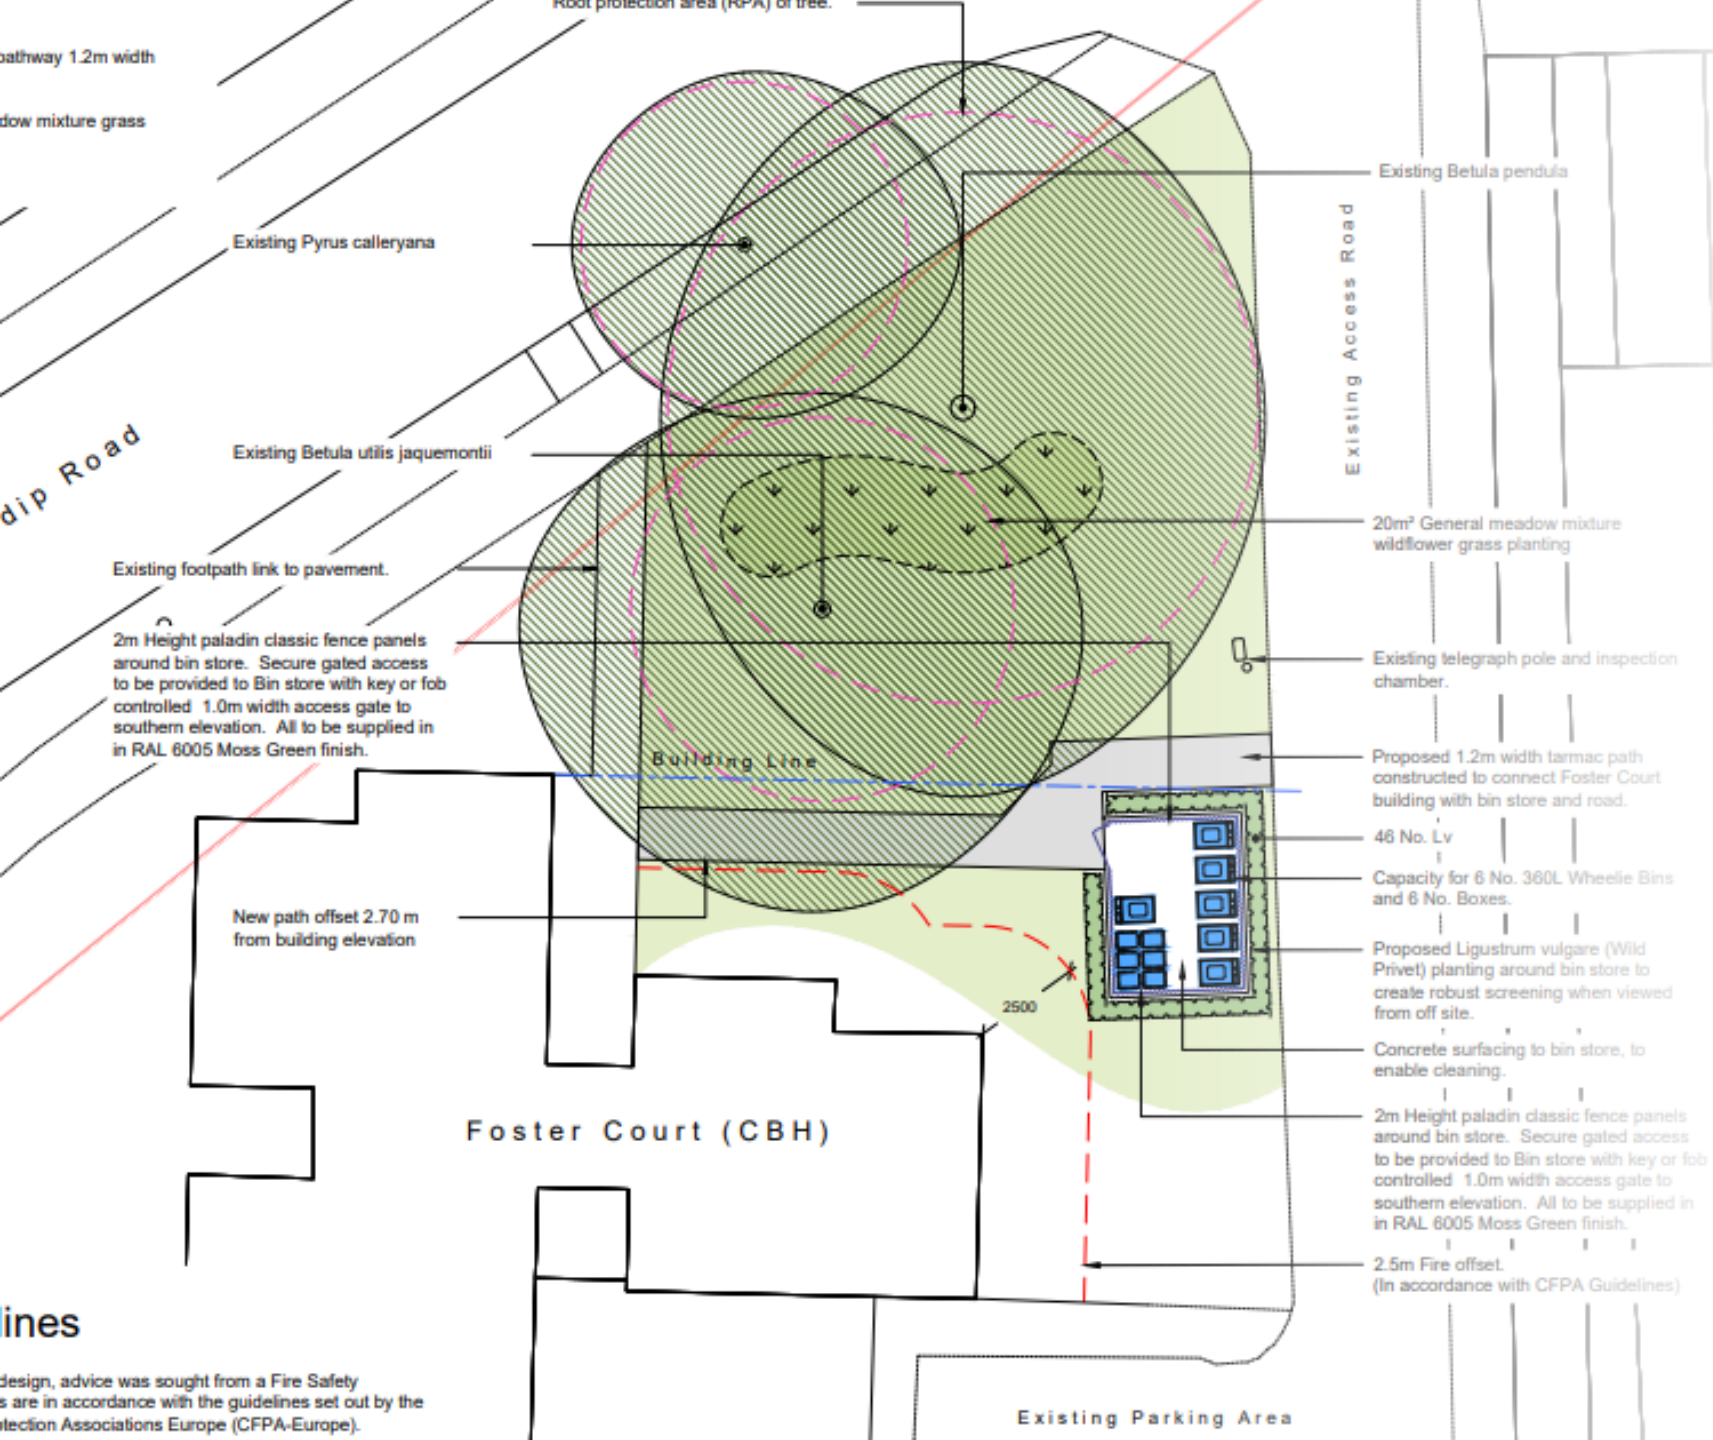 Root protection area (RPA) of tree.
pathway 1.2m width
dow mixture grass
Existing Betula pendula
Existing Pyrus calleryana
Existing Access Road
dip Road
Existing Betula utilis jaquemontii
20m² General meadow mixture
wildflower grass planting
Existing footpath link to pavement.
2m Height paladin classic fence panels
around bin store. Secure gated access
to be provided to Bin store with key or fob
controlled 1.0m width access gate to
southern elevation. All to be supplied in
in RAL 6005 Moss Green finish.
Existing telegraph pole and inspection
chamber.
Building Line
Proposed 1.2m width tarmac path
constructed to connect Foster Court
building with bin store and road.
46 No. Lv
Capacity for 6 No. 360L Wheelie Bins
and 6 No. Boxes.
New path offset 2.70 m
from building elevation
Proposed Ligustrum vulgare (Wild
Privet) planting around bin store to
create robust screening when viewed
from off site.
2500
Concrete surfacing to bin store, to
enable cleaning.
Foster Court (CBH)
2m Height paladin classic fence panels
around bin store. Secure gated access
to be provided to Bin store with key or fob
controlled 1.0m width access gate to
southern elevation. All to be supplied in
in RAL 6005 Moss Green finish.
2.5m Fire offset.
(In accordance with CFPA Guidelines)
lines
design, advice was sought from a Fire Safety
s are in accordance with the guidelines set out by the
otection Associations Europe (CFPA-Europe).
Existing Parking Area